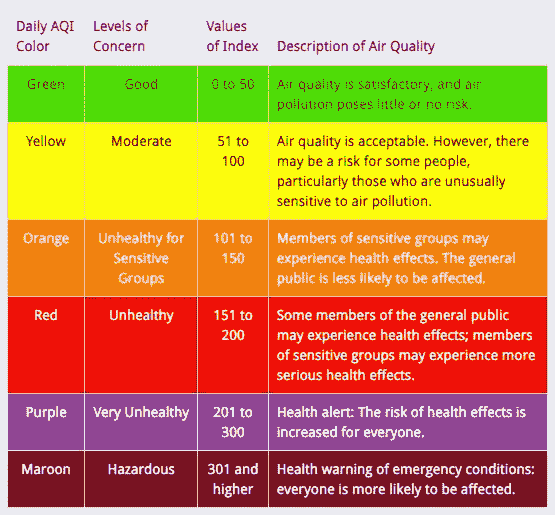 Daily AQI Color
Levels of Concern
Values of Index
Description of Air Quality
Green
Good
0 to 50
Air quality is satisfactory, and air
pollution poses little or no risk.
Yellow
Moderate
51 to
100
Air quality is acceptable. However, there
may be a risk for some people,
particularly those who are unusually
sensitive to air pollution.
Orange
Unhealthy for
Sensitive
Groups
101 to
150
Members of sensitive groups may
experience health effects. The general
public is less likely to be affected.
Red
Unhealthy
151 to
200
Some members of the general public
may experience health effects; members
of sensitive groups may experience more
serious health effects.
Purple
Very Unhealthy
201 to
300
Health alert: The risk of health effects is
increased for everyone.
Maroon
Hazardous
301 and
higher
Health warning of emergency conditions:
everyone is more likely to be affected.